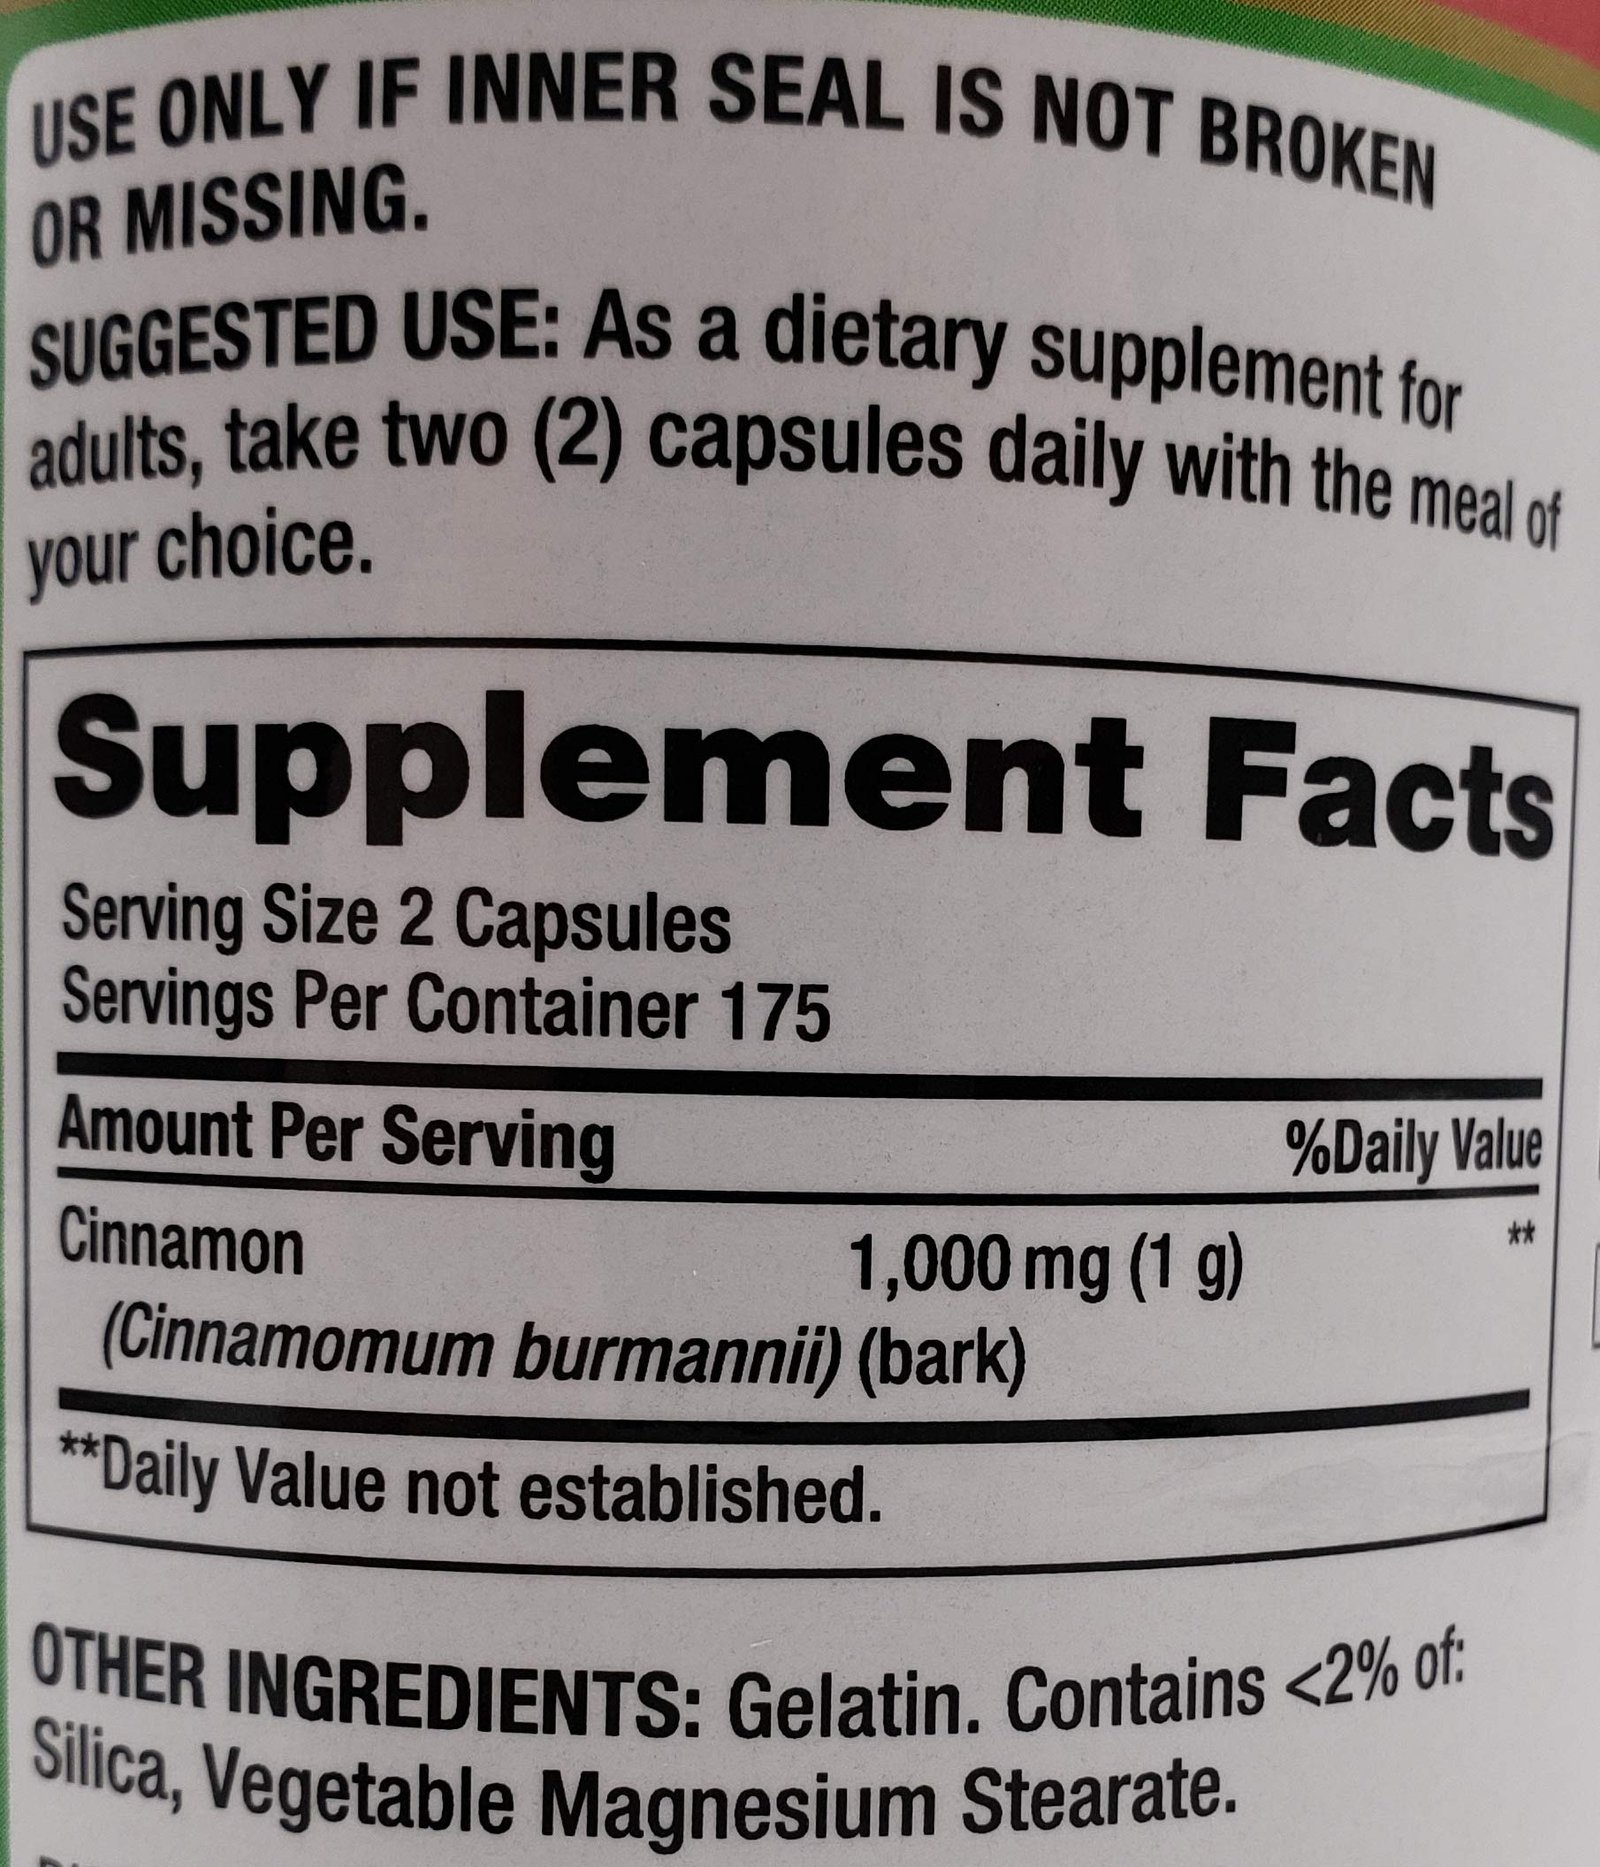 USE ONLY IF INNER SEAL IS NOT BROKEN
OR MISSING.
SUGGESTED USE: As a dietary supplement for
adults, take two (2) capsules daily with the meal of
your choice.
Supplement Facts
Serving Size 2 Capsules
Servings Per Container 175
Amount Per Serving %Daily Value
Cinnamon 1,000 mg (1 g) **
(Cinnamomum burmannii) (bark)
**Daily Value not established.
OTHER INGREDIENTS: Gelatin. Contains <2% of:
Silica, Vegetable Magnesium Stearate.